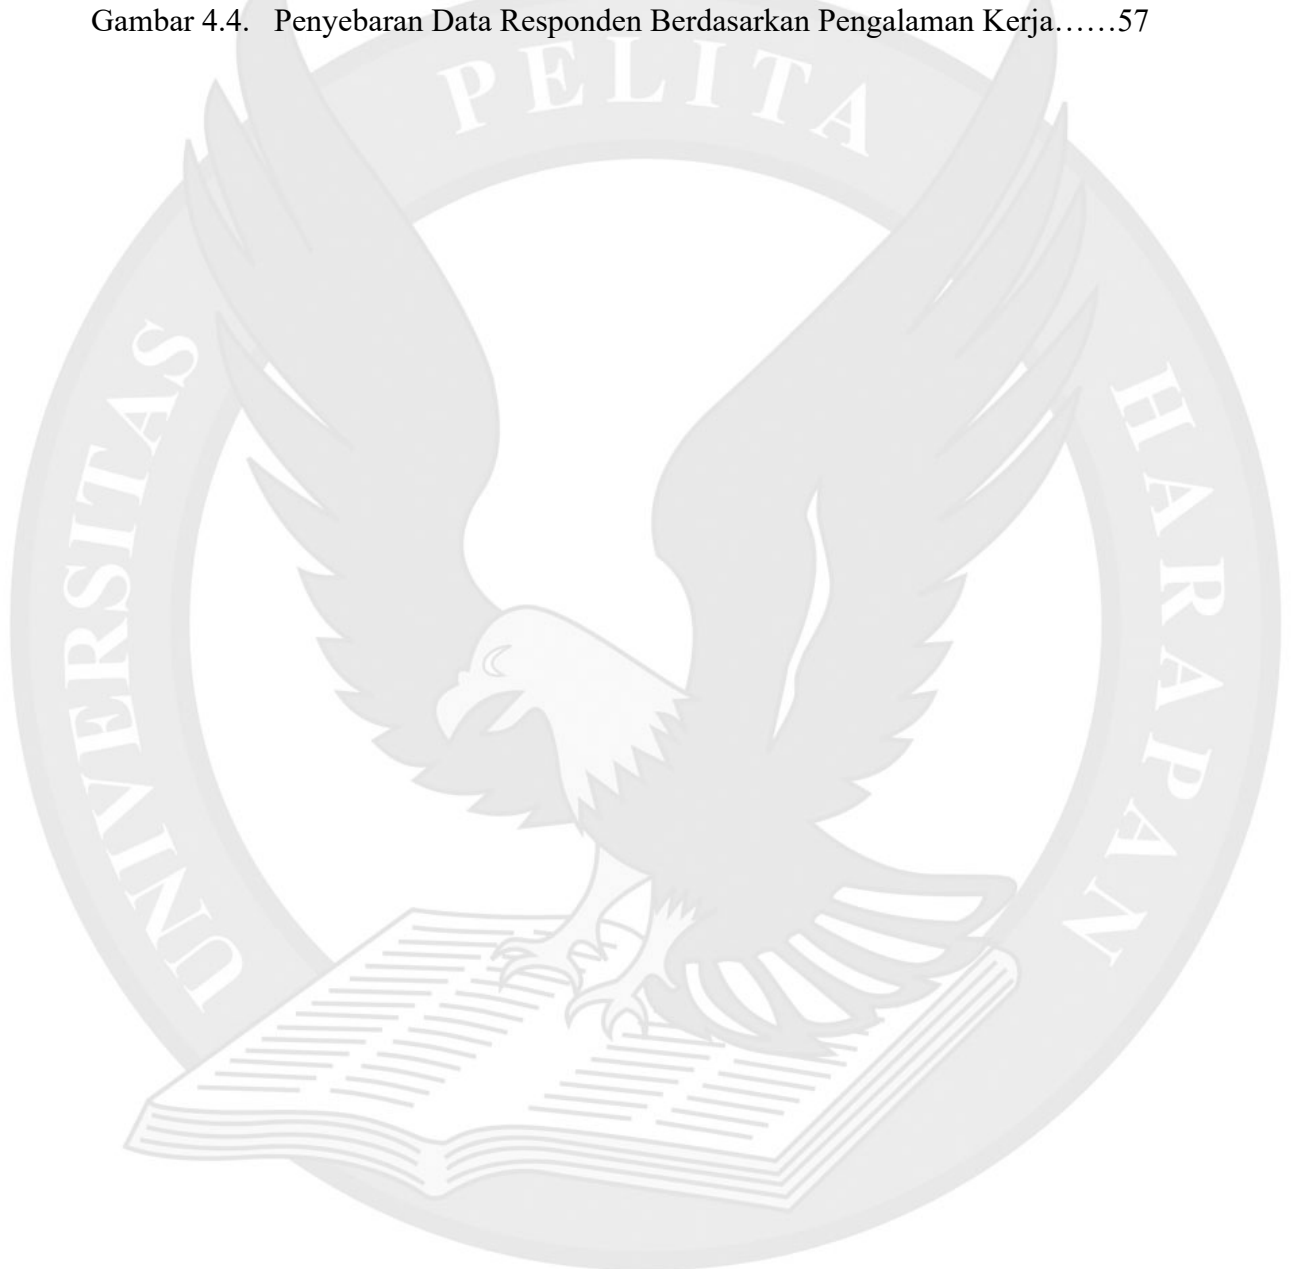 Gambar 4.4. Penyebaran Data Responden Berdasarkan Pengalaman Kerja……57
UNIVERSITAS PELITA HARAPAN